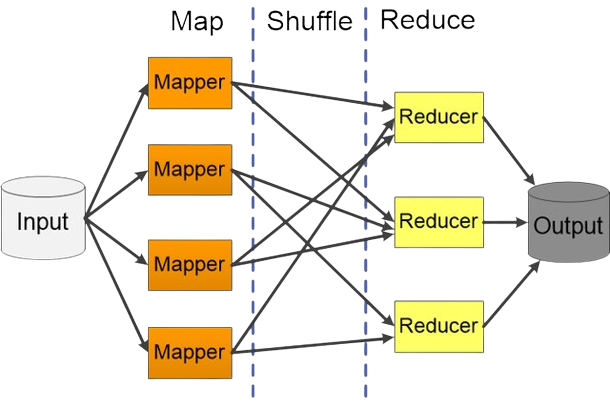 Map
Shuffle
Reduce
Mapper
Mapper
Mapper
Mapper
Input
Reducer
Reducer
Reducer
Output